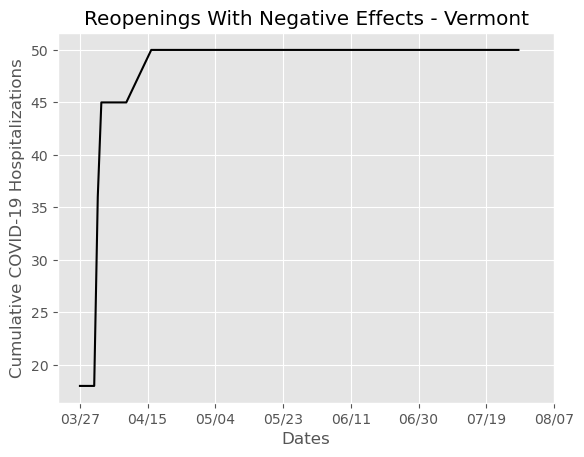 Reopenings With Negative Effects - Vermont
Cumulative COVID-19 Hospitalizations
50
45
40
35
30
25
20
03/27 04/15 05/04 05/23 06/11 06/30 07/19 08/07
Dates